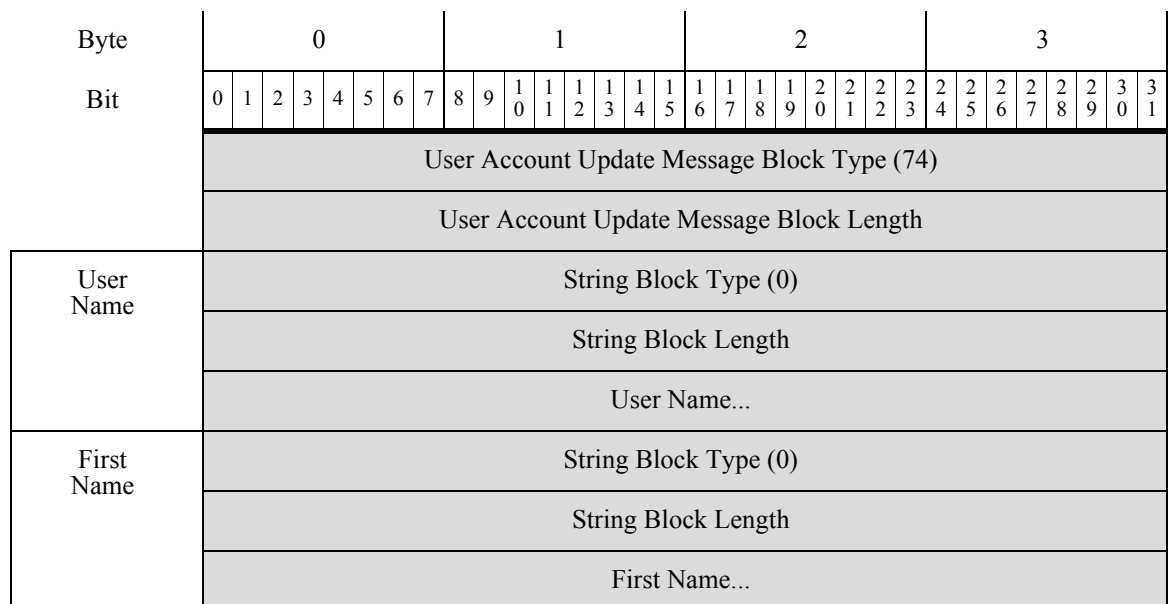 Byte 0 1 2 3
Bit 0 1 2 3 4 5 6 7 8 9 10 11 12 13 14 15 16 17 18 19 20 21 22 23 24 25 26 27 28 29 30 31
User Account Update Message Block Type (74)
User Account Update Message Block Length
User
Name
String Block Type (0)
String Block Length
User Name...
First
Name
String Block Type (0)
String Block Length
First Name...